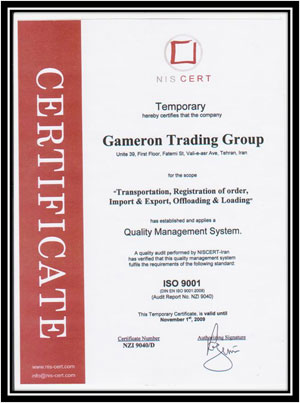 NISCERT
CERTIFICATE
Temporary
hereby certifies that the company
Gameron Trading Group
Unite 39, First Floor, Fatemi St, Vali-e-asr Ave, Tehran, Iran
for the scope
"Transportation, Registration of order,
Import & Export, Offloading & Loading"
has established and applies a
Quality Management System.
A quality audit performed by NISCERT-Iran
has verified that this quality management system
fulfils the requirements of the following standard:
ISO 9001
(DIN EN ISO 9001:2008)
(Audit Report No. NZI 9040)
This Temporary Certificate, is valid until
November 1st, 2009
Certificate Number
NZI 9040/D
Authorizing Signature
www.nis-cert.com
info@nis-cert.com